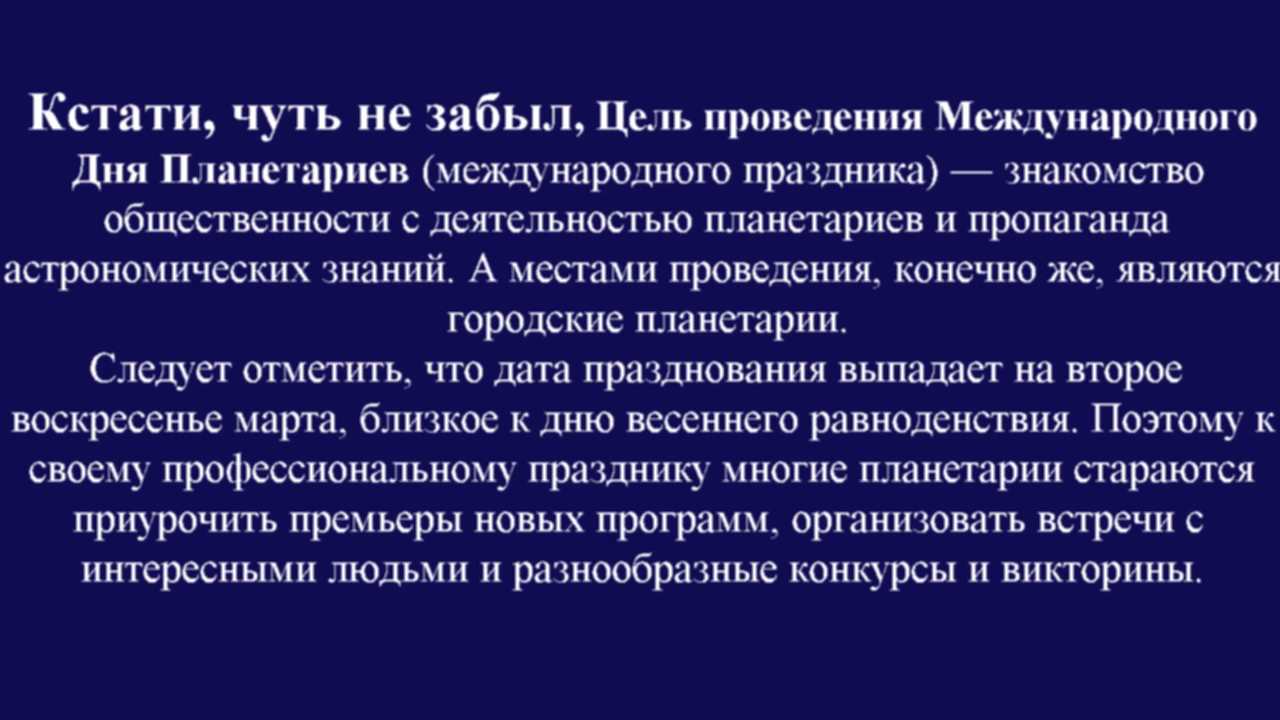 Кстати, чуть не забыл, Цель проведения Международного
Дня Планетариев (международного праздника) — знакомство
общественности с деятельностью планетариев и пропаганда
астрономических знаний. А местами проведения, конечно же, являются
городские планетарии.
Следует отметить, что дата празднования выпадает на второе
воскресенье марта, близкое к дню весеннего равноденствия. Поэтому к
своему профессиональному празднику многие планетарии стараются
приурочить премьеры новых программ, организовать встречи с
интересными людьми и разнообразные конкурсы и викторины.